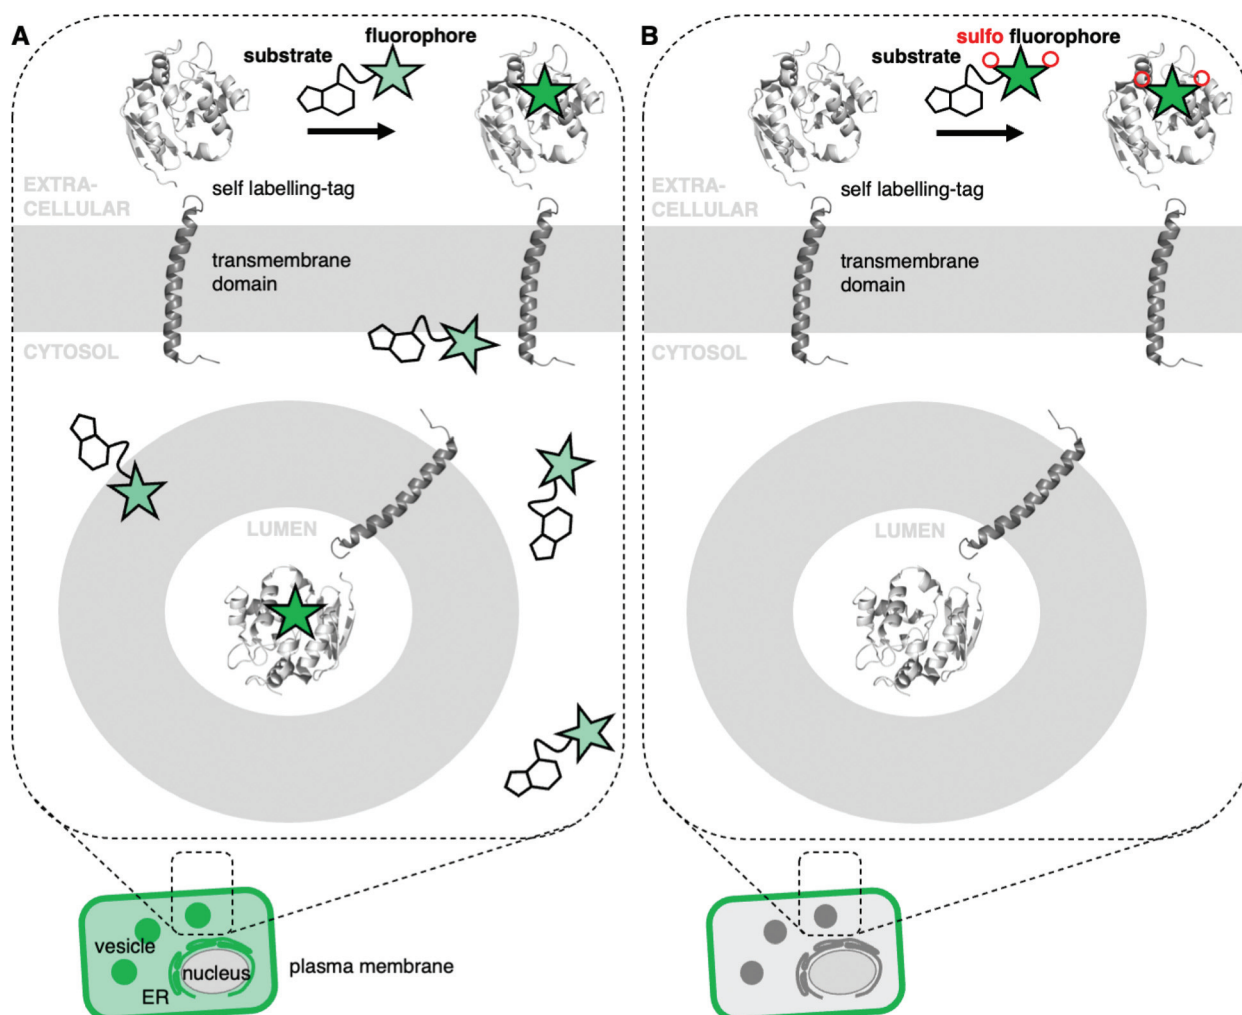 A
substrate
fluorophore
EXTRA-
CELLULAR
self labelling-tag
transmembrane
domain
CYTOSOL
LUMEN
vesicle
nucleus
ER
plasma membrane
B
substrate
sulfo fluorophore
EXTRA-
CELLULAR
self labelling-tag
transmembrane
domain
CYTOSOL
LUMEN